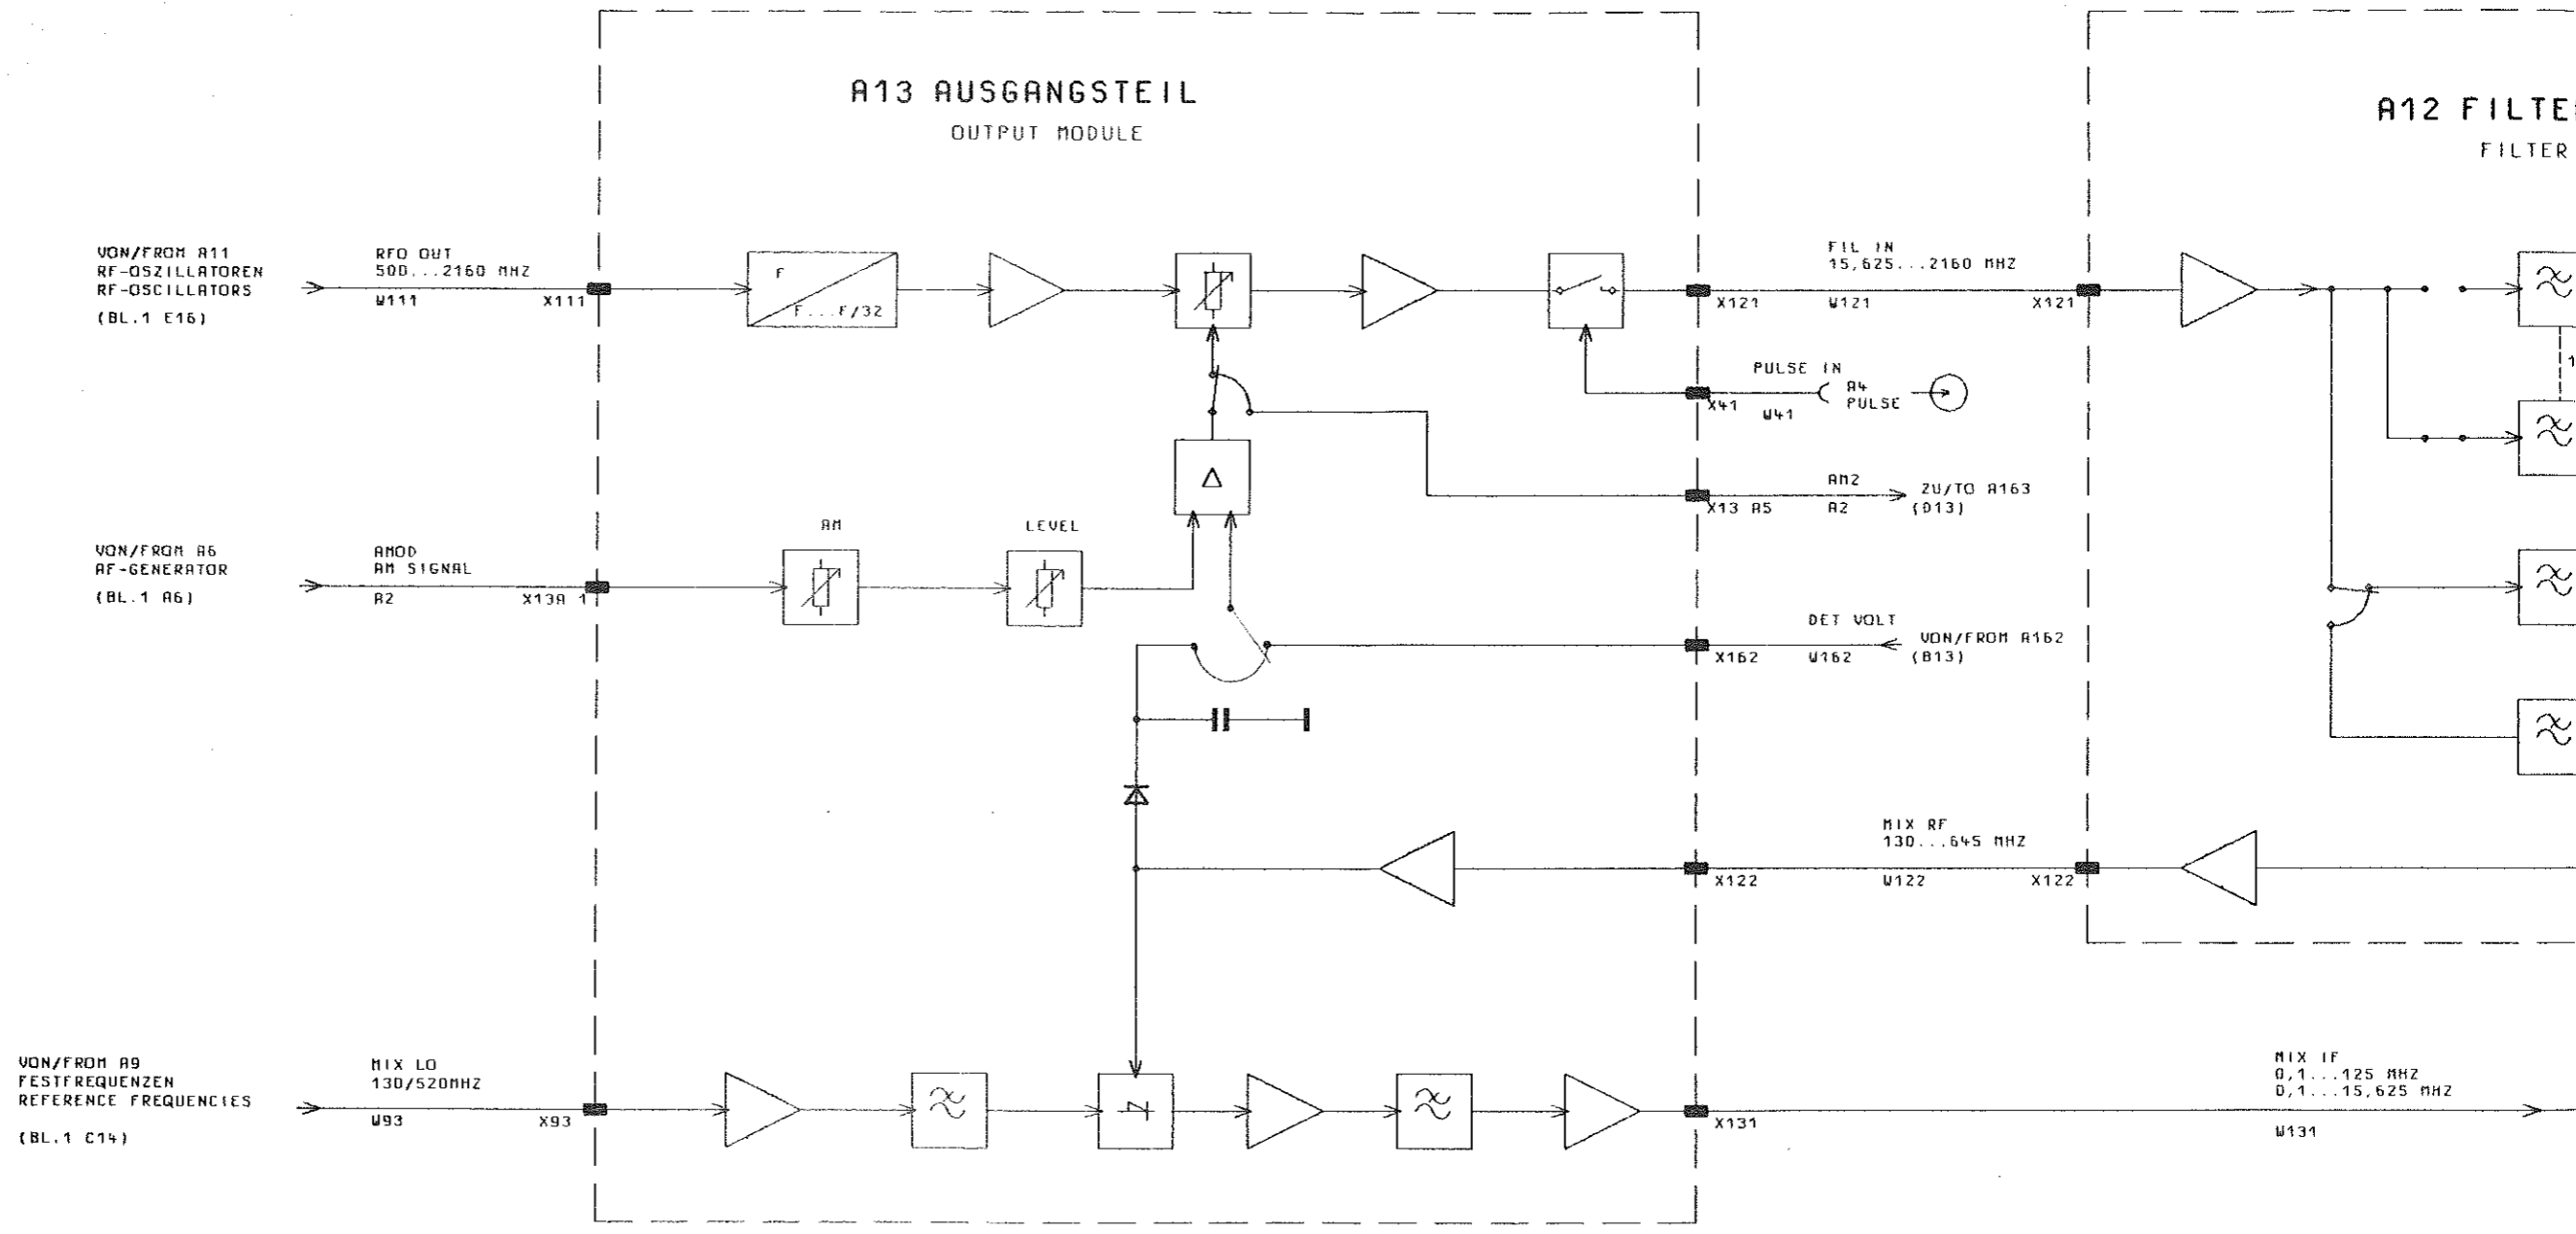 A13 AUSGANGSTEIL
OUTPUT MODULE
A12 FILTE
FILTER
VON/FROM A11
RF-OSZILLATOREN
RF-OSCILLATORS
(BL.1 E16)
RFO OUT
500...2160 MHZ
W111
X111
F
F...F/32
X121
FIL IN
15,625...2160 MHZ
W121
X121
PULSE IN
X41
W41
A4
PULSE
1
X13 A5
AM2
A2
ZU/TO A163
(D13)
VON/FROM A6
AF-GENERATOR
(BL.1 A6)
AMOD
AM SIGNAL
A2
X13A 1
AM
LEVEL
Δ
DET VOLT
X162
W162
VON/FROM A162
(B13)
MIX RF
130...645 MHZ
X122
W122
X122
VON/FROM A9
FESTFREQUENZEN
REFERENCE FREQUENCIES
(BL.1 C14)
MIX LO
130/520MHZ
W93
X93
X131
MIX IF
0,1...125 MHZ
0,1...15,625 MHZ
W131